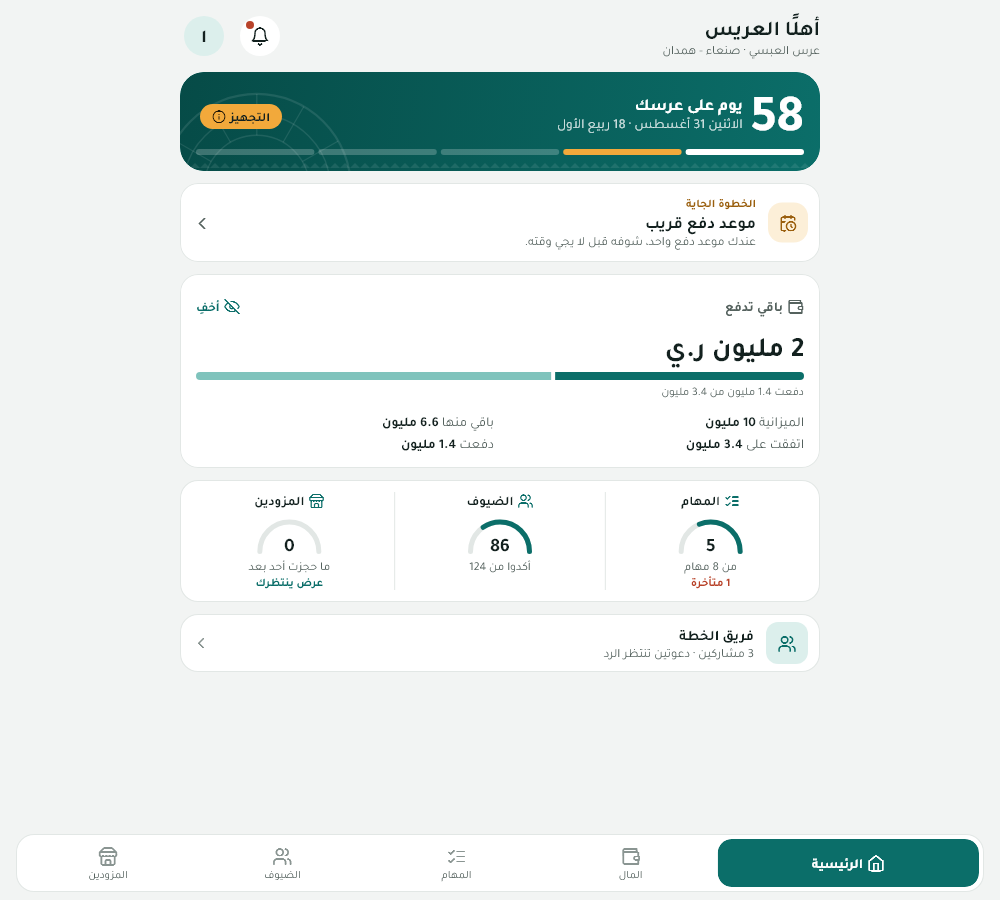 أهلًا العريس
عرس العبسي · صنعاء - همدان
ا
58
يوم على عرسك
الاثنين 31 أغسطس · 18 ربيع الأول
التجهيز
الخطوة الجاية
موعد دفع قريب
عندك موعد دفع واحد، شوفه قبل لا يجي وقته.
باقي تدفع
أخفِ
2 مليون ر.ي
دفعت 1.4 مليون من 3.4 مليون
الميزانية 10 مليون
باقي منها 6.6 مليون
اتفقت على 3.4 مليون
دفعت 1.4 مليون
المهام
5
من 8 مهام
1 متأخرة
الضيوف
86
أكدوا من 124
المزودين
0
ما حجزت أحد بعد
عرض ينتظرك
فريق الخطة
3 مشاركين · دعوتين تنتظر الرد
الرئيسية
المال
المهام
الضيوف
المزودين